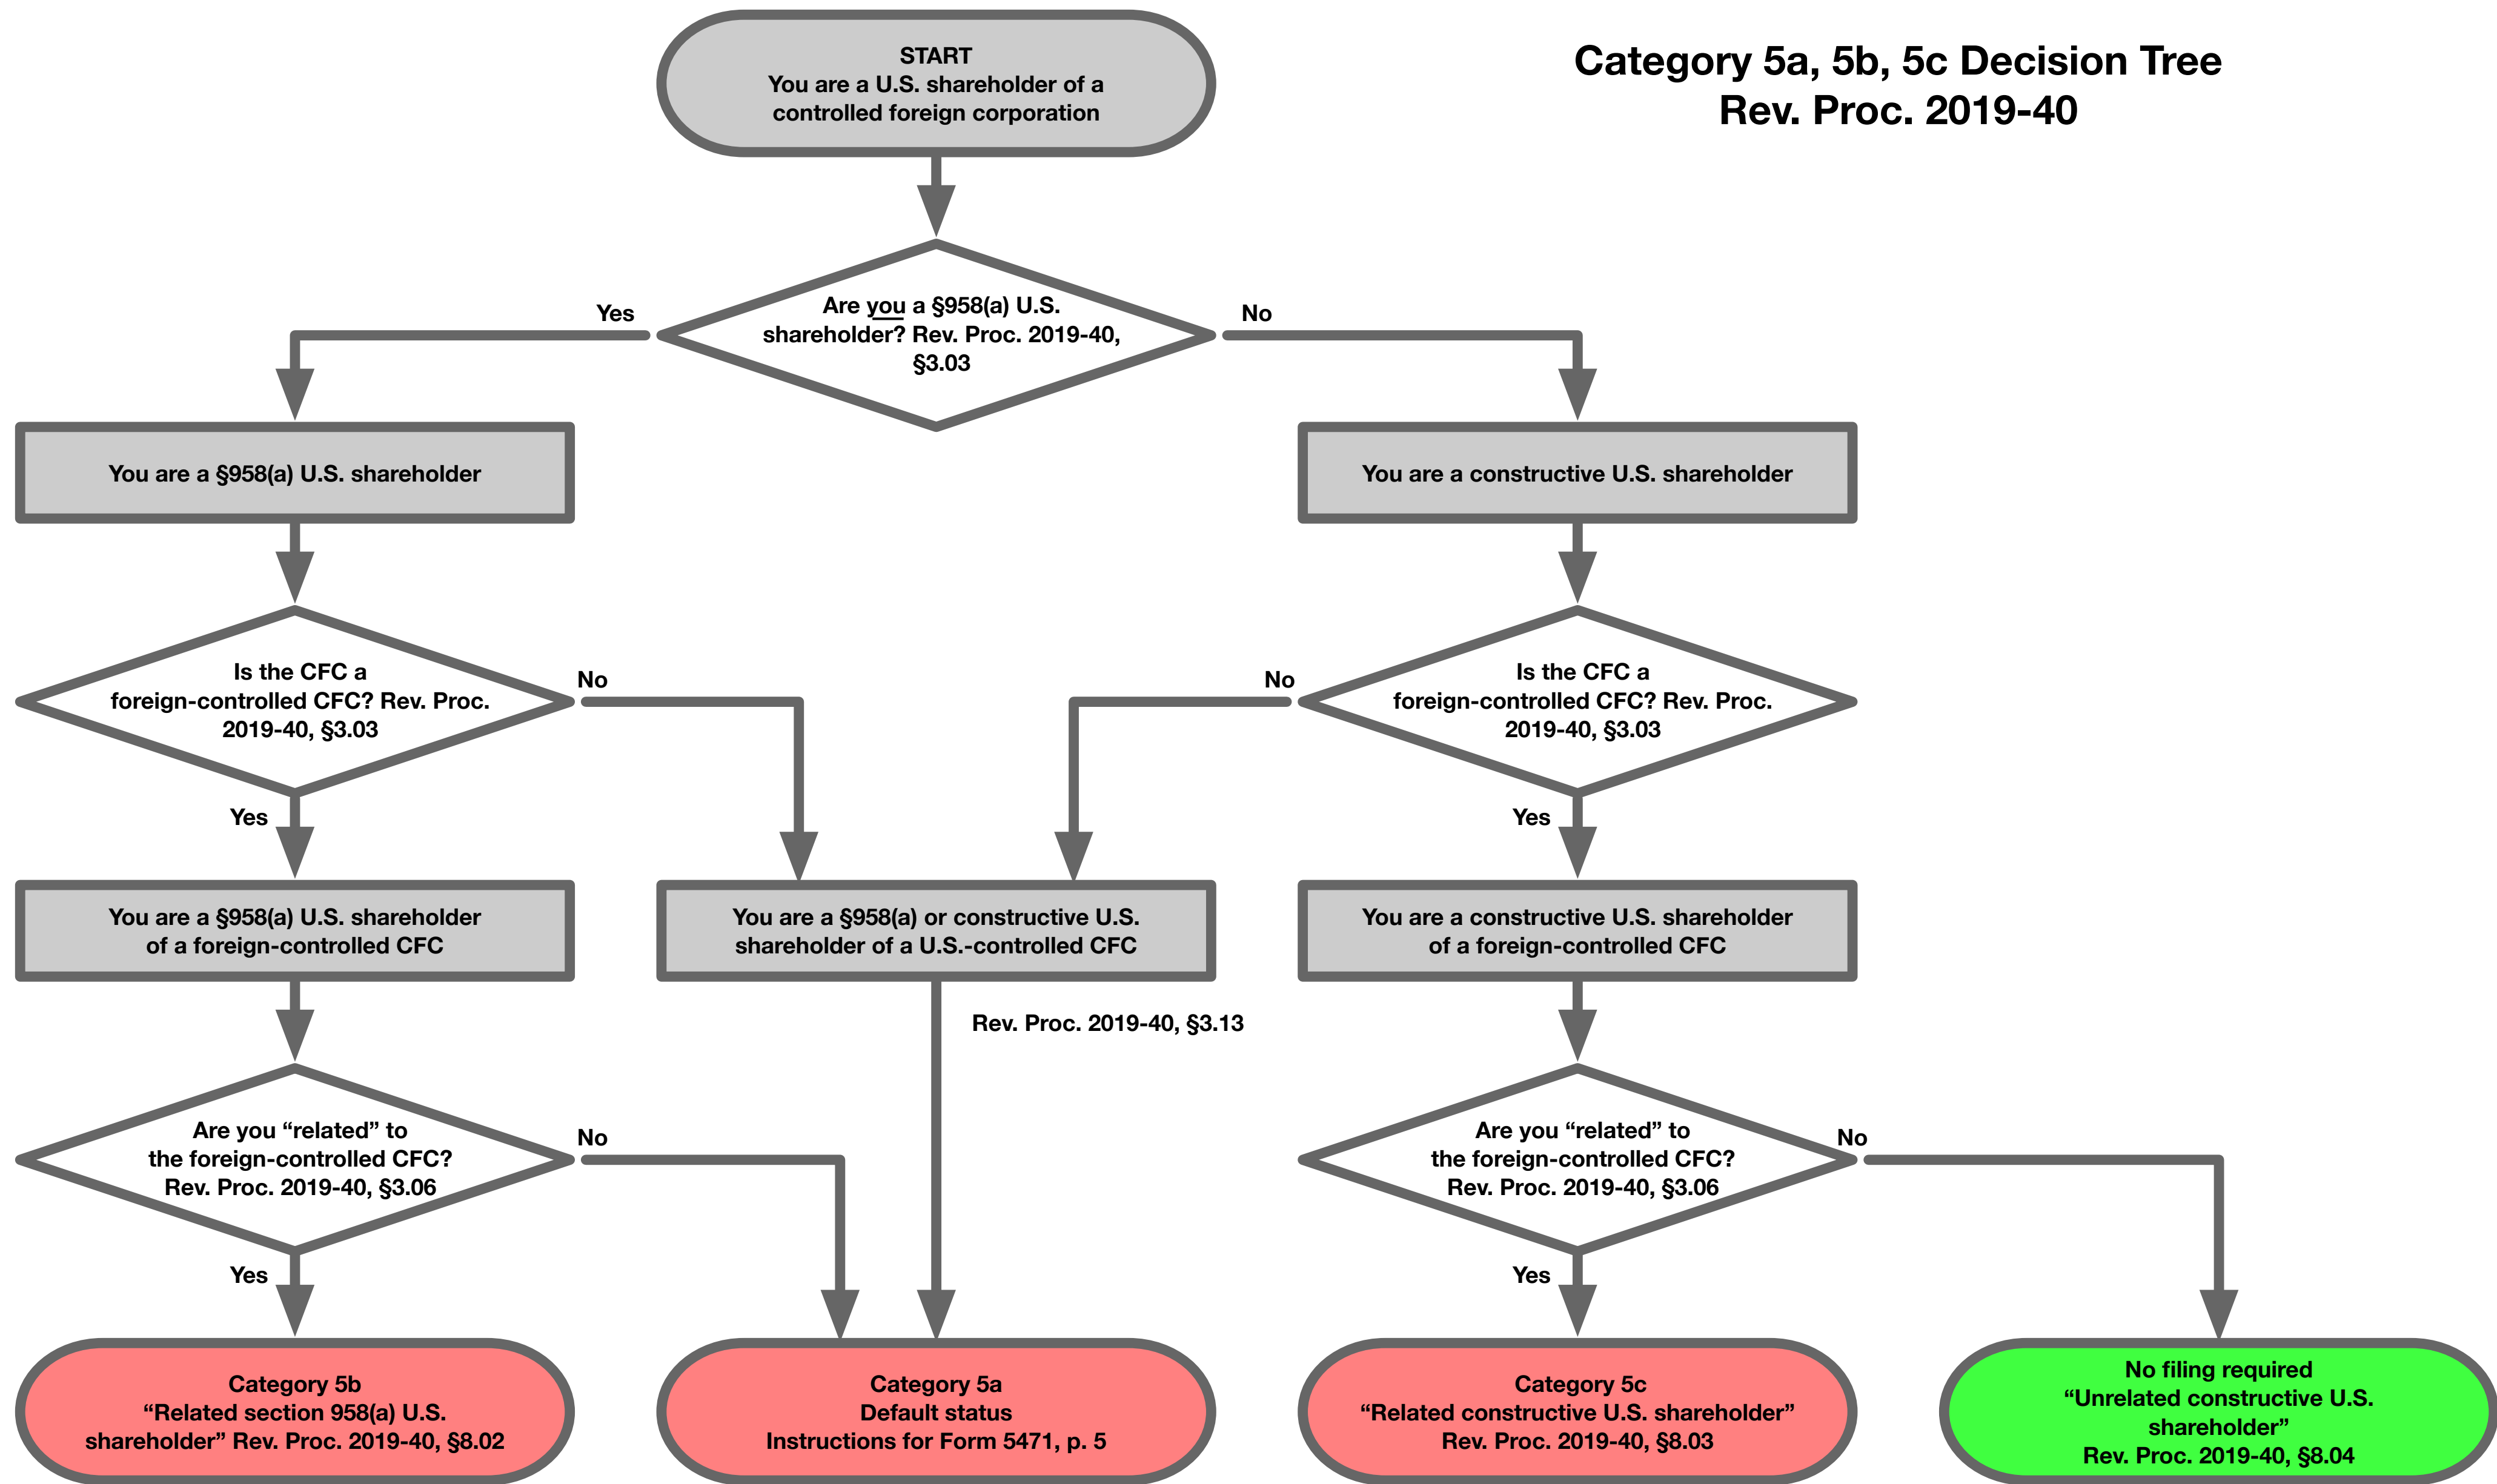 START
You are a U.S. shareholder of a
controlled foreign corporation
Category 5a, 5b, 5c Decision Tree
Rev. Proc. 2019-40
Are you a §958(a) U.S.
shareholder? Rev. Proc. 2019-40,
§3.03
Yes
No
You are a §958(a) U.S. shareholder
You are a constructive U.S. shareholder
Is the CFC a
foreign-controlled CFC? Rev. Proc.
2019-40, §3.03
No
Yes
No
Is the CFC a
foreign-controlled CFC? Rev. Proc.
2019-40, §3.03
Yes
You are a §958(a) U.S. shareholder
of a foreign-controlled CFC
You are a §958(a) or constructive U.S.
shareholder of a U.S.-controlled CFC
You are a constructive U.S. shareholder
of a foreign-controlled CFC
Rev. Proc. 2019-40, §3.13
Are you “related” to
the foreign-controlled CFC?
Rev. Proc. 2019-40, §3.06
No
Yes
Are you “related” to
the foreign-controlled CFC?
Rev. Proc. 2019-40, §3.06
No
Yes
Category 5b
“Related section 958(a) U.S.
shareholder” Rev. Proc. 2019-40, §8.02
Category 5a
Default status
Instructions for Form 5471, p. 5
Category 5c
“Related constructive U.S. shareholder”
Rev. Proc. 2019-40, §8.03
No filing required
“Unrelated constructive U.S.
shareholder”
Rev. Proc. 2019-40, §8.04